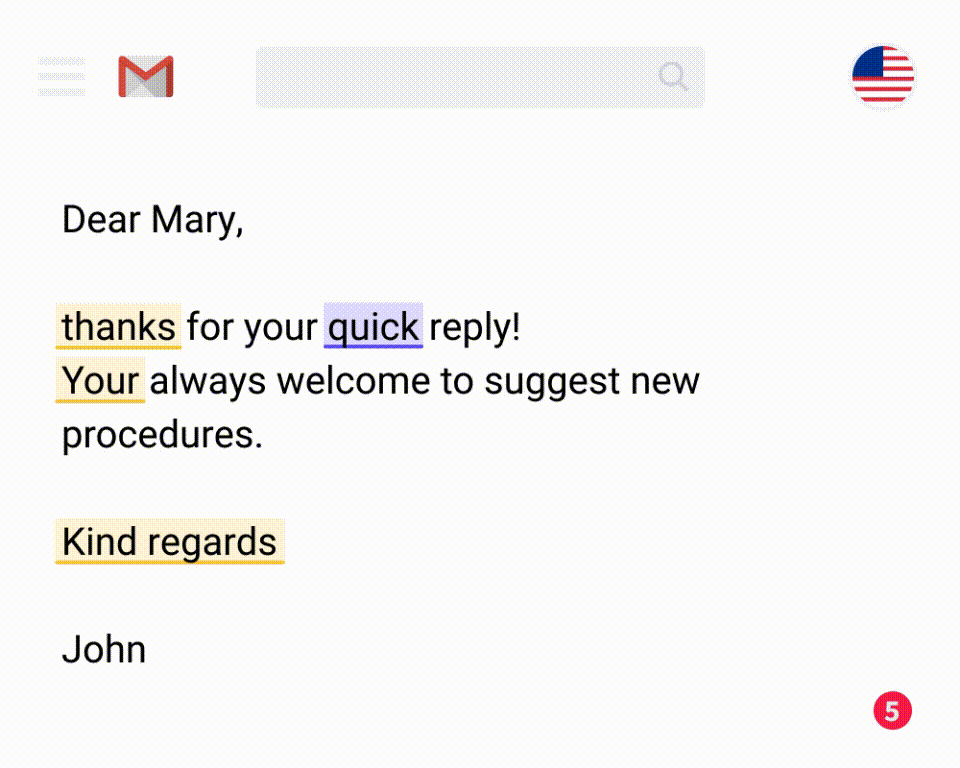 Dear Mary,
thanks for your quick reply!
Your always welcome to suggest new
procedures.
Kind regards
John
5